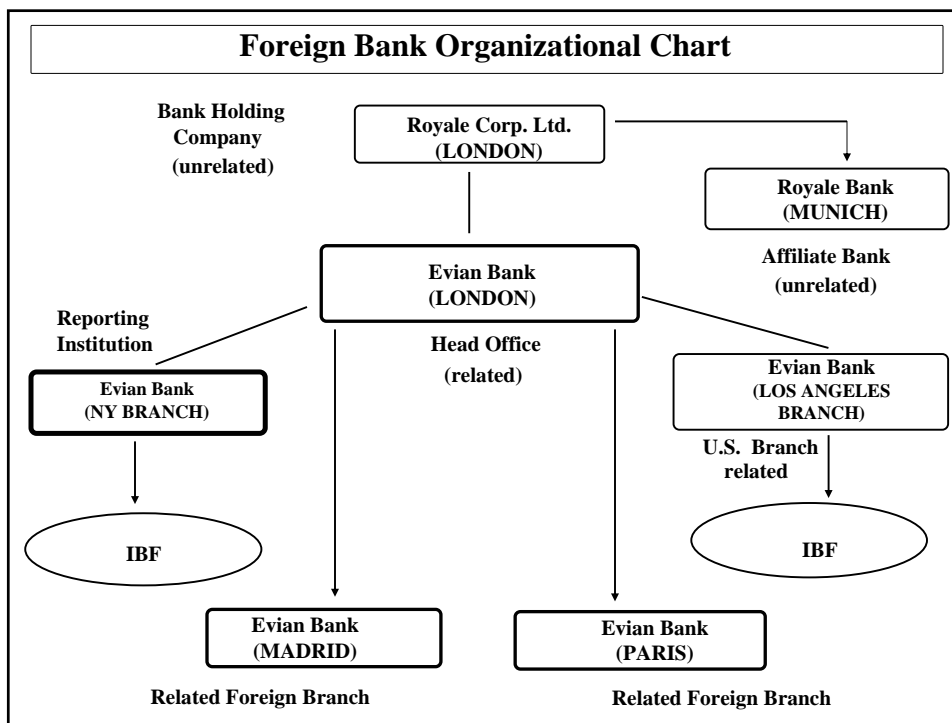 Foreign Bank Organizational Chart
Bank Holding
Company
(unrelated)
Royale Corp. Ltd.
(LONDON)
Royale Bank
(MUNICH)
Affiliate Bank
(unrelated)
Evian Bank
(LONDON)
Head Office
(related)
Reporting
Institution
Evian Bank
(NY BRANCH)
Evian Bank
(LOS ANGELES
BRANCH)
U.S. Branch
related
IBF
IBF
Evian Bank
(MADRID)
Evian Bank
(PARIS)
Related Foreign Branch
Related Foreign Branch